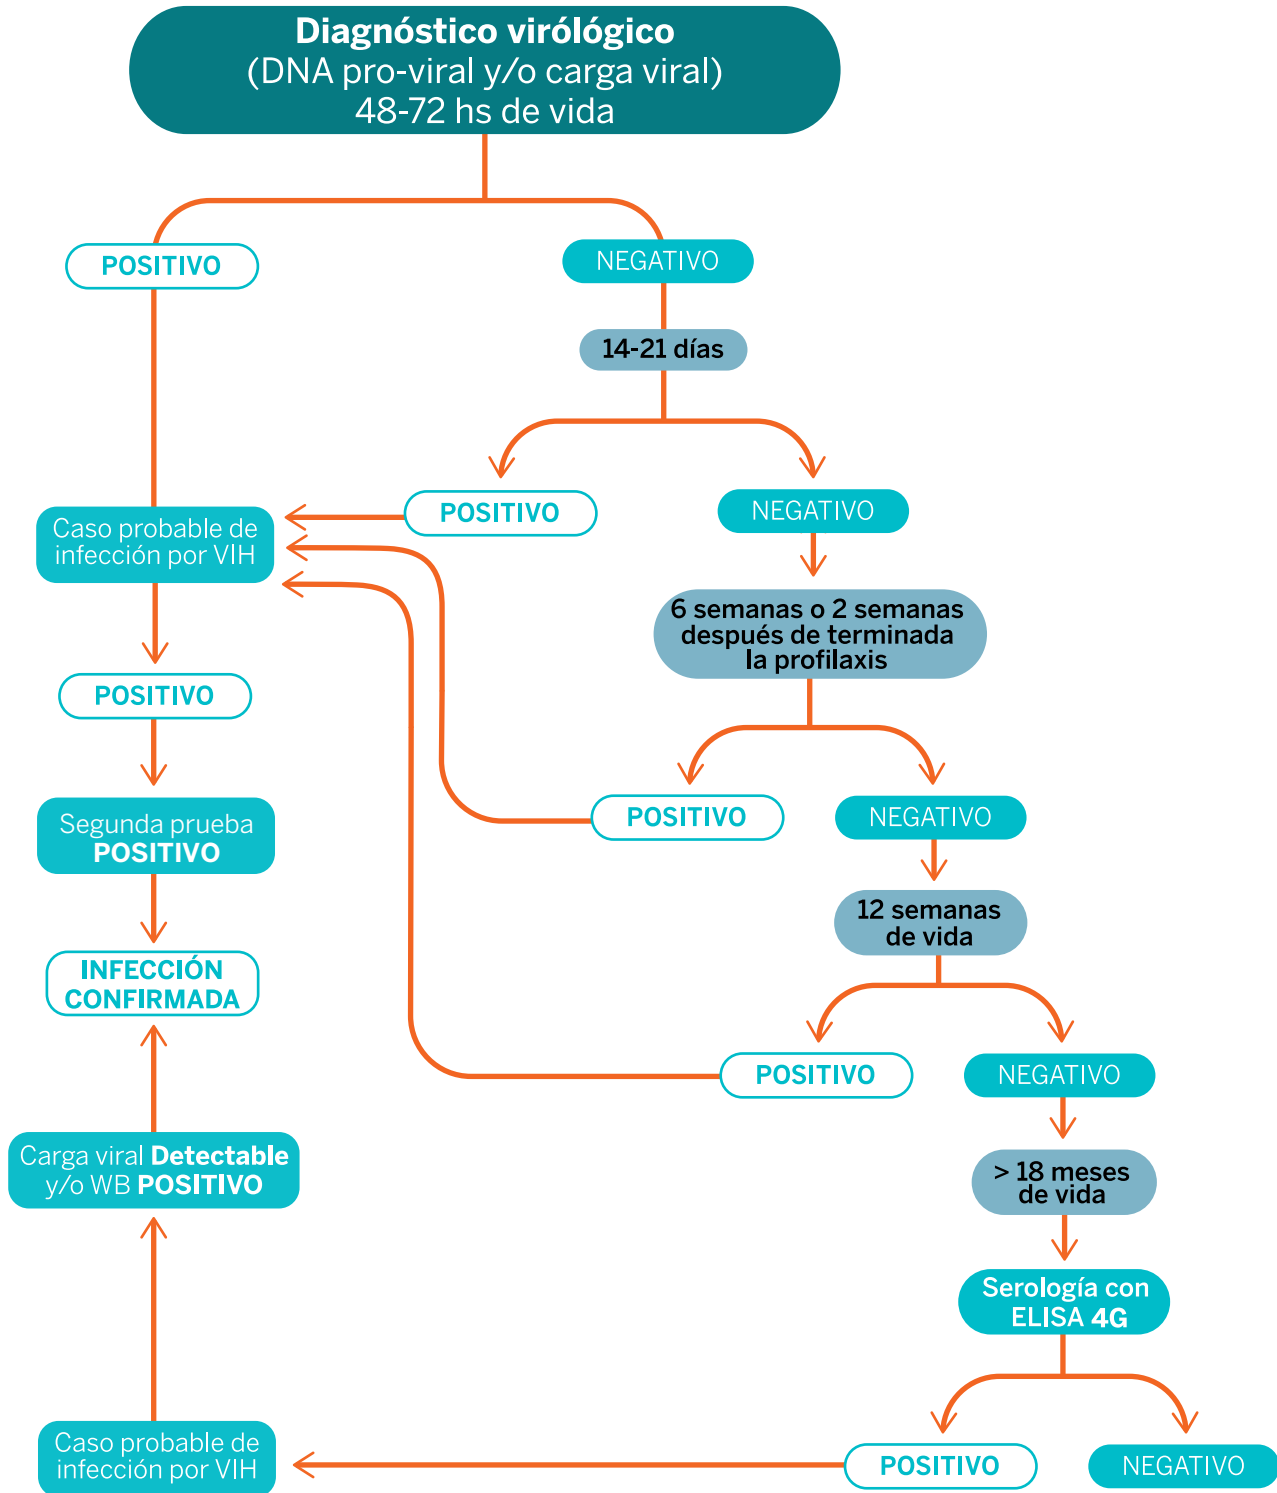 Diagnóstico virólógico
(DNA pro-viral y/o carga viral)
48-72 hs de vida
POSITIVO
NEGATIVO
14-21 días
POSITIVO
NEGATIVO
Caso probable de
infección por VIH
6 semanas o 2 semanas
después de terminada
la profilaxis
POSITIVO
POSITIVO
NEGATIVO
Segunda prueba
POSITIVO
12 semanas
de vida
INFECCIÓN
CONFIRMADA
POSITIVO
NEGATIVO
Carga viral Detectable
y/o WB POSITIVO
> 18 meses
de vida
Serología con
ELISA 4G
Caso probable de
infección por VIH
POSITIVO
NEGATIVO